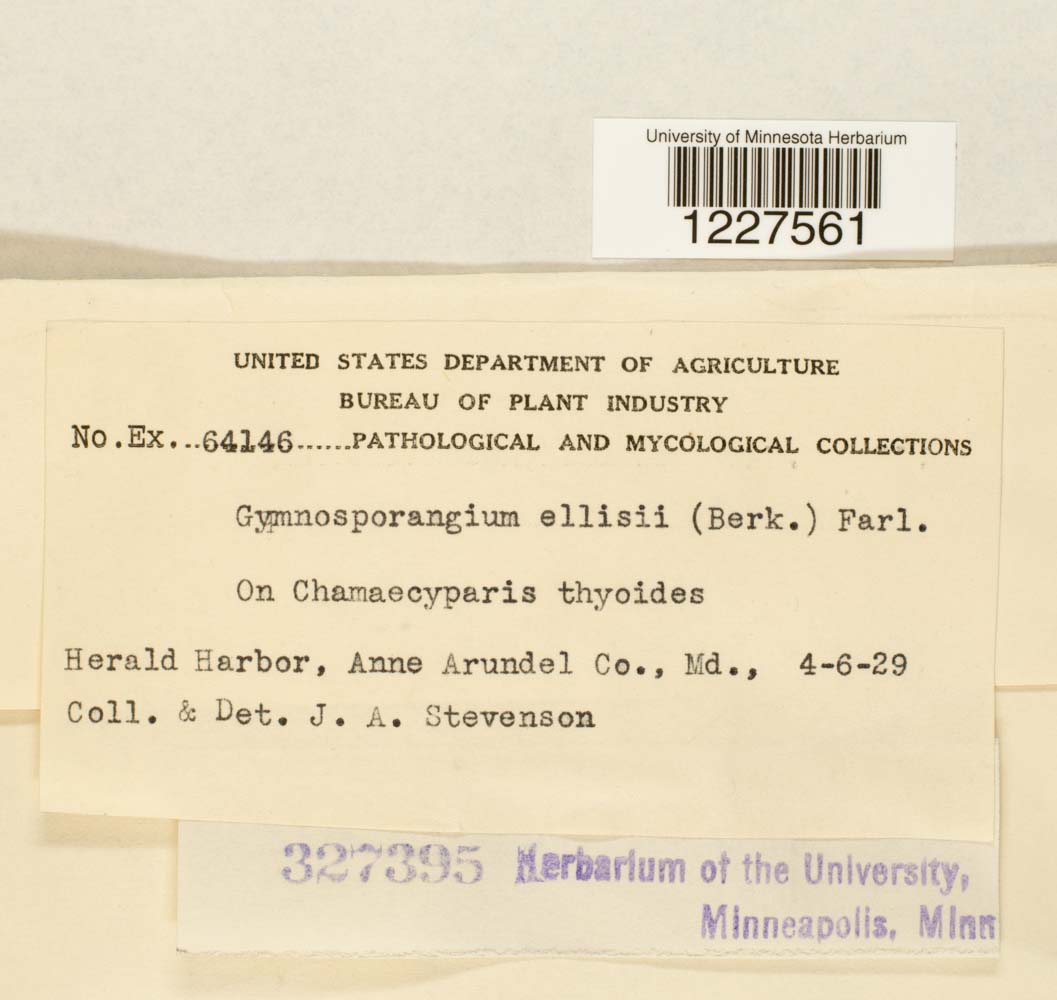 University of Minnesota Herbarium
1227561
UNITED STATES DEPARTMENT OF AGRICULTURE
BUREAU OF PLANT INDUSTRY
No.Ex...64146......PATHOLOGICAL AND MYCOLOGICAL COLLECTIONS
Gymnosporangium ellisii (Berk.) Farl.
On Chamaecyparis thyoides
Herald Harbor, Anne Arundel Co., Md., 4-6-29
Coll. & Det. J. A. Stevenson
327395 Herbarium of the University,
Minneapolis, Minn